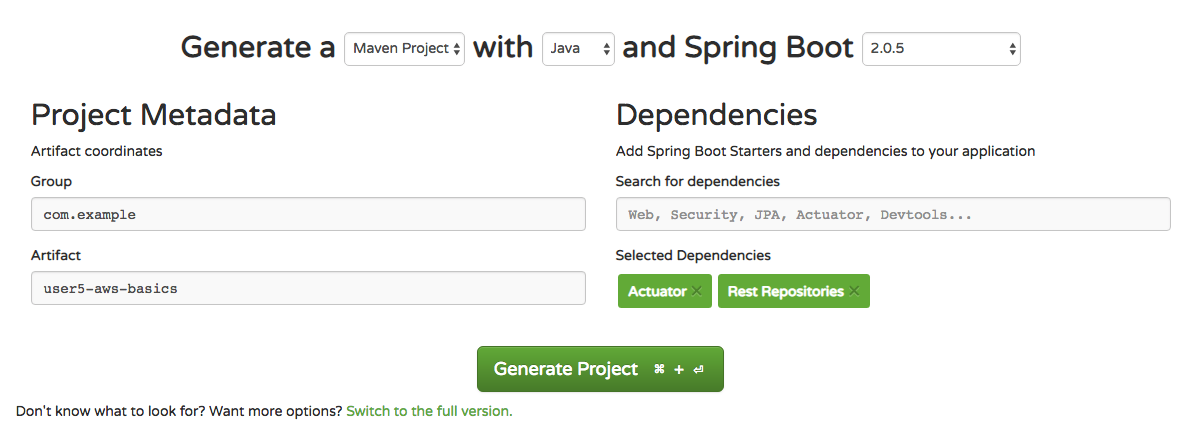 Generate a Maven Project with Java and Spring Boot 2.0.5
Project Metadata
Artifact coordinates
Group
com.example
Artifact
user5-aws-basics
Dependencies
Add Spring Boot Starters and dependencies to your application
Search for dependencies
Web, Security, JPA, Actuator, Devtools...
Selected Dependencies
Actuator × Rest Repositories ×
Generate Project ⌘ + ⏎
Don't know what to look for? Want more options? Switch to the full version.